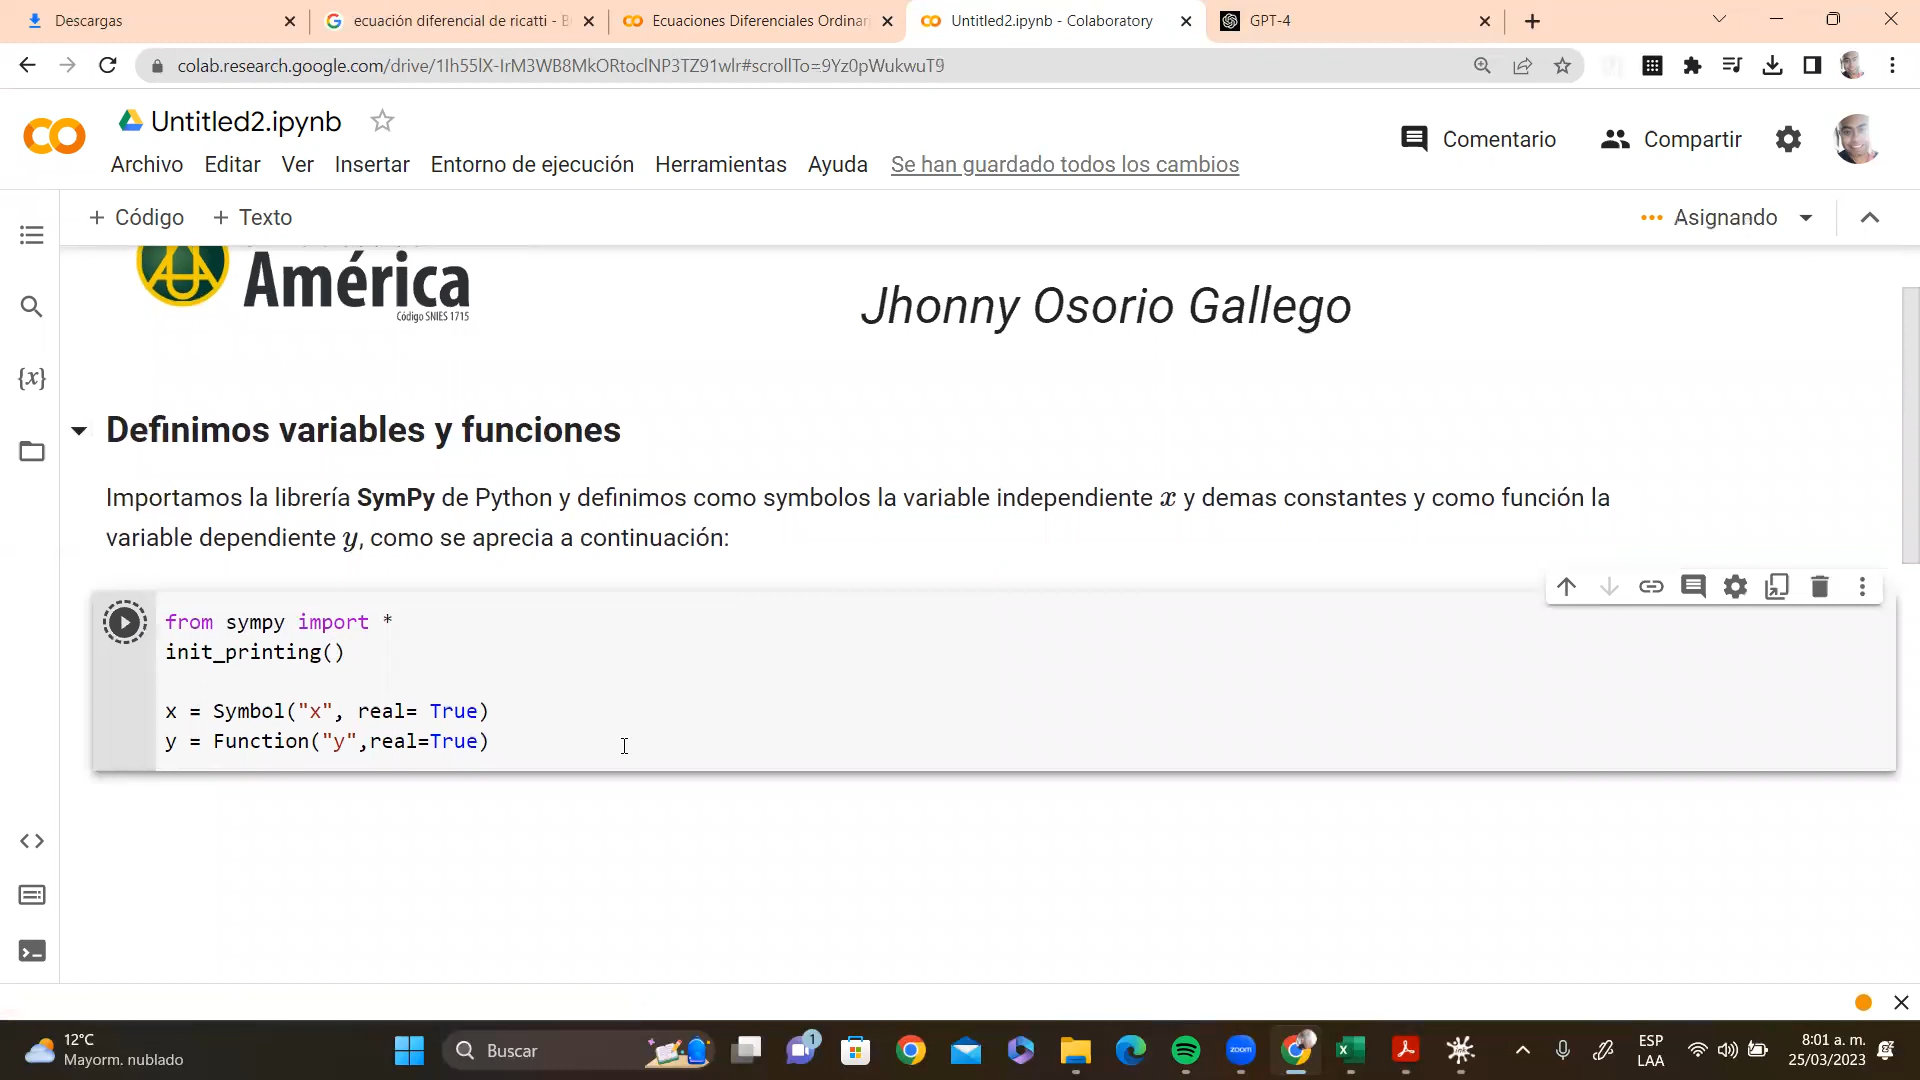 Descargas
ecuación diferencial de ricatti - B
Ecuaciones Diferenciales Ordinar
Untitled2.ipynb - Colaboratory
GPT-4
colab.research.google.com/drive/1Ih55lX-IrM3WB8MkORtoclNP3TZ91wlr#scrollTo=9Yz0pWukwuT9
Untitled2.ipynb
Comentario
Compartir
Archivo Editar Ver Insertar Entorno de ejecución Herramientas Ayuda Se han guardado todos los cambios
+ Código + Texto
Asignando
América
Código SNIES 1715
Jhonny Osorio Gallego
Definimos variables y funciones
Importamos la librería SymPy de Python y definimos como symbolos la variable independiente x y demas constantes y como función la
variable dependiente y, como se aprecia a continuación:
from sympy import *
init_printing()
x = Symbol("x", real= True)
y = Function("y",real=True)
{x}
12°C
Mayorm. nublado
Buscar
1
zoom
ESP
LAA
8:01 a. m.
25/03/2023